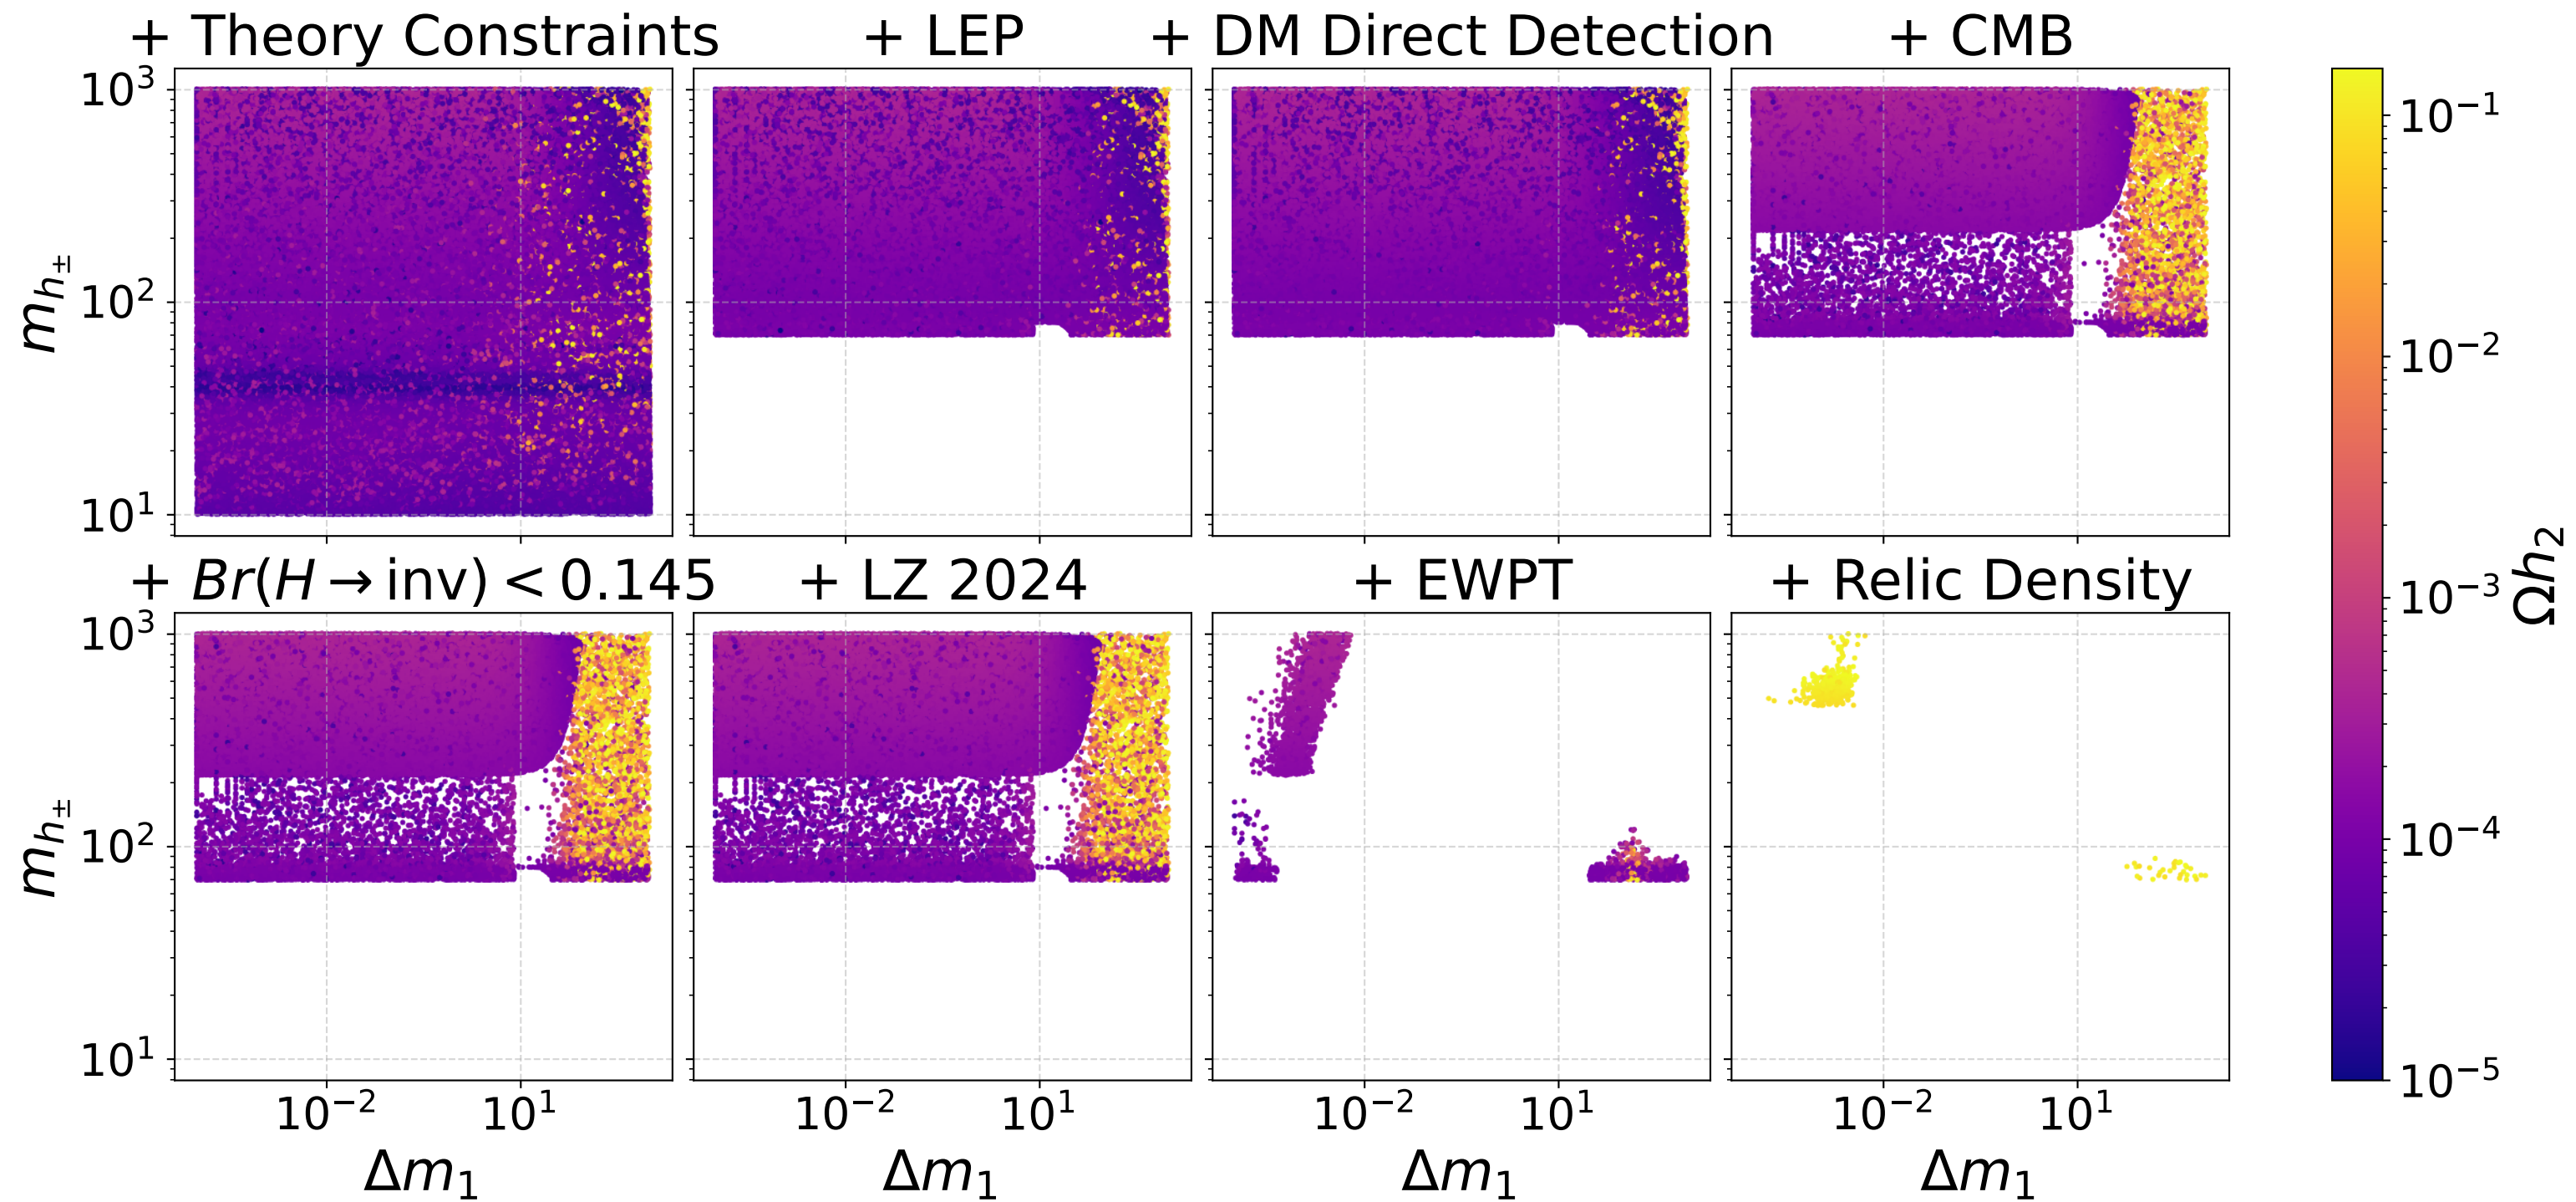 + Theory Constraints
+ LEP
+ DM Direct Detection
+ CMB
10³
10²
10¹
m_{h_±}
+ Br(H → inv) < 0.145
+ LZ 2024
+ EWPT
+ Relic Density
10³
10²
10¹
m_{h_±}
10⁻² 10¹
10⁻² 10¹
10⁻² 10¹
10⁻² 10¹
Δm₁
Δm₁
Δm₁
Δm₁
10⁻¹
10⁻²
10⁻³
10⁻⁴
10⁻⁵
Ωh₂